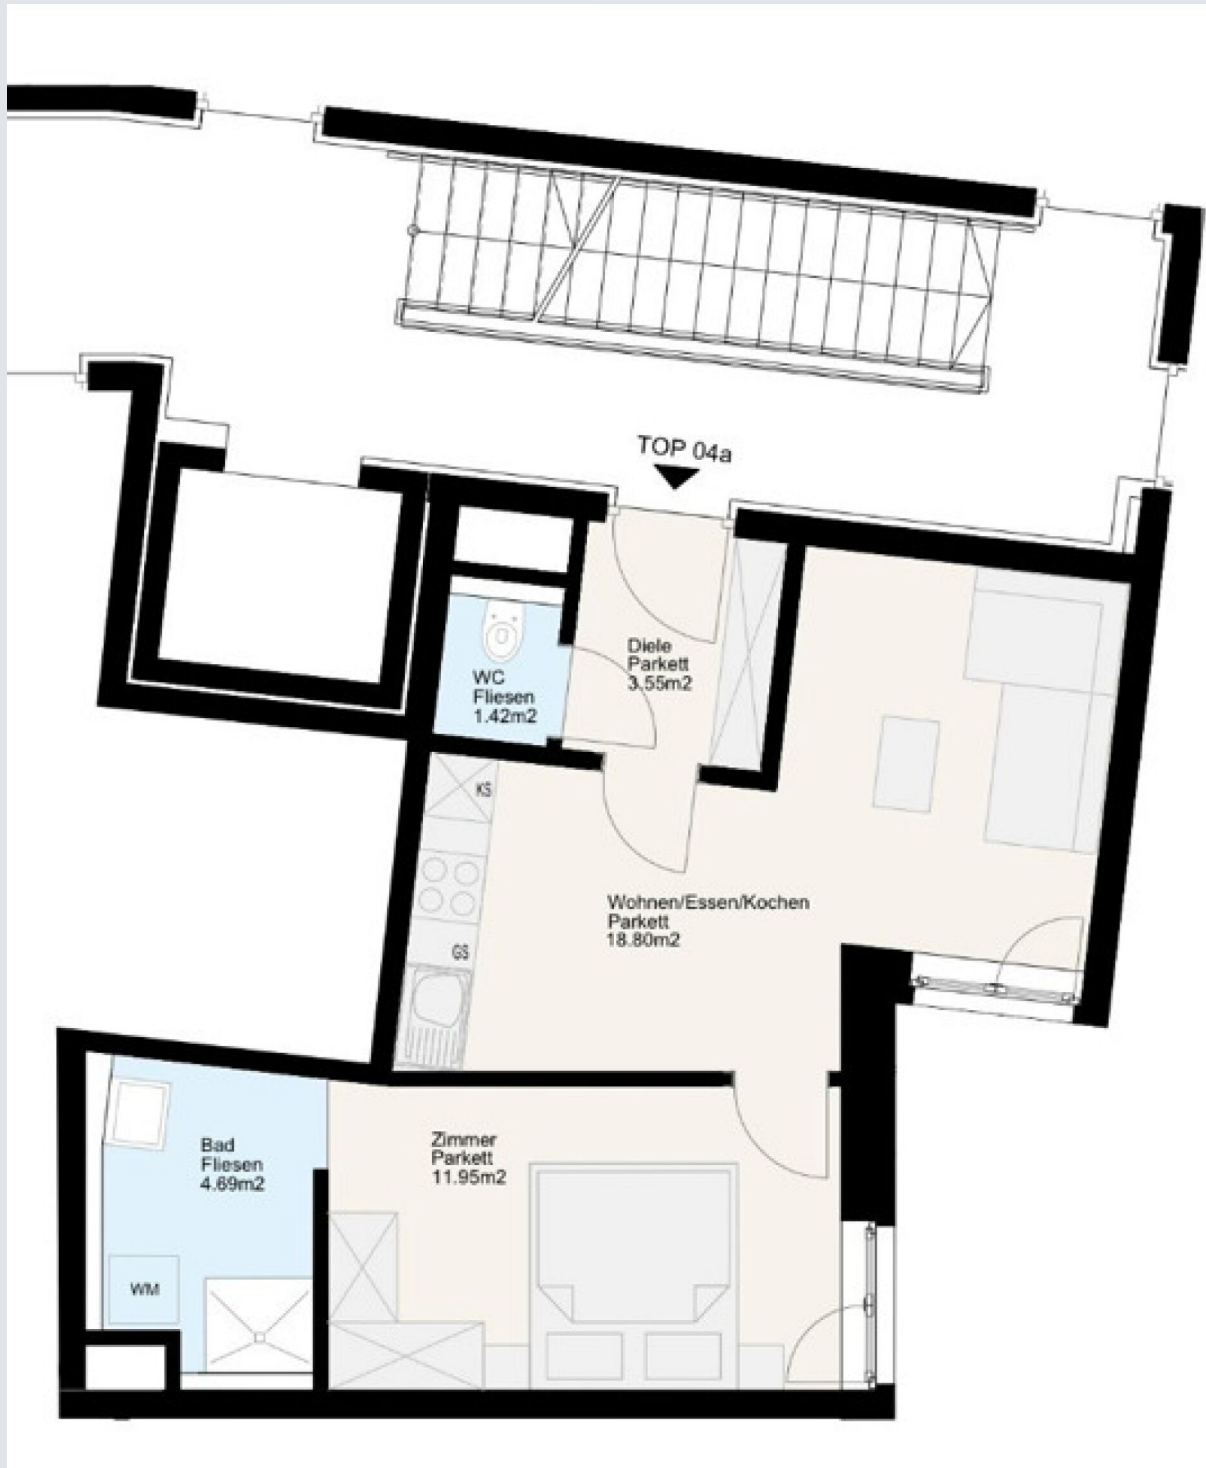 TOP 04a
Diele
Parkett
3.55m2
WC
Fliesen
1.42m2
KS
Wohnen/Essen/Kochen
Parkett
18.80m2
GS
Zimmer
Parkett
11.95m2
Bad
Fliesen
4.69m2
WM